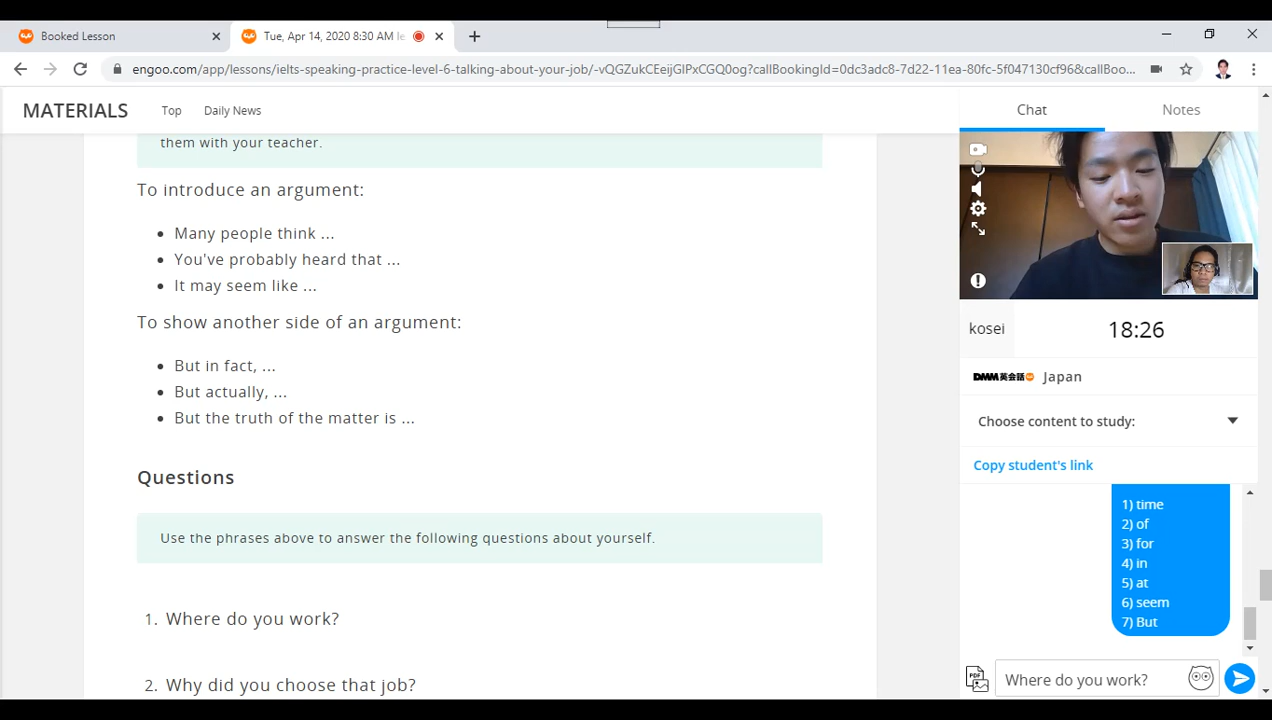 Booked Lesson
Tue, Apr 14, 2020 8:30 AM le
engoo.com/app/lessons/ielts-speaking-practice-level-6-talking-about-your-job/-vQGZukCEeijGlPxCGQ0og?callBookingId=0dc3adc8-7d22-11ea-80fc-5f047130cf96&callBoo...
MATERIALS
Top
Daily News
Chat
Notes
them with your teacher.
To introduce an argument:
• Many people think ...
• You've probably heard that ...
• It may seem like ...
To show another side of an argument:
• But in fact, ...
• But actually, ...
• But the truth of the matter is ...
Questions
Use the phrases above to answer the following questions about yourself.
1. Where do you work?
2. Why did you choose that job?
kosei
18:26
DMM英会話
Japan
Choose content to study:
Copy student's link
1) time
2) of
3) for
4) in
5) at
6) seem
7) But
PDF
Where do you work?